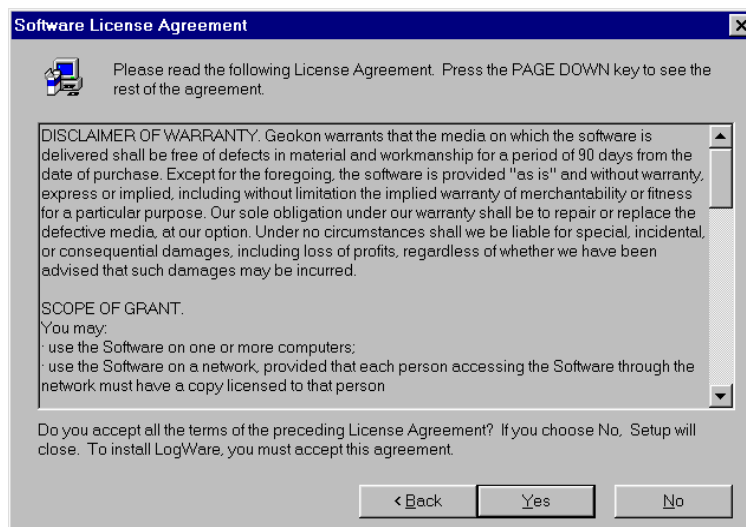 Software License Agreement
Please read the following License Agreement. Press the PAGE DOWN key to see the
rest of the agreement.
DISCLAIMER OF WARRANTY. Geokon warrants that the media on which the software is
delivered shall be free of defects in material and workmanship for a period of 90 days from the
date of purchase. Except for the foregoing, the software is provided "as is" and without warranty,
express or implied, including without limitation the implied warranty of merchantability or fitness
for a particular purpose. Our sole obligation under our warranty shall be to repair or replace the
defective media, at our option. Under no circumstances shall we be liable for special, incidental,
or consequential damages, including loss of profits, regardless of whether we have been
advised that such damages may be incurred.
SCOPE OF GRANT.
You may:
· use the Software on one or more computers;
· use the Software on a network, provided that each person accessing the Software through the
network must have a copy licensed to that person
Do you accept all the terms of the preceding License Agreement? If you choose No, Setup will
close. To install LogWare, you must accept this agreement.
< Back Yes No